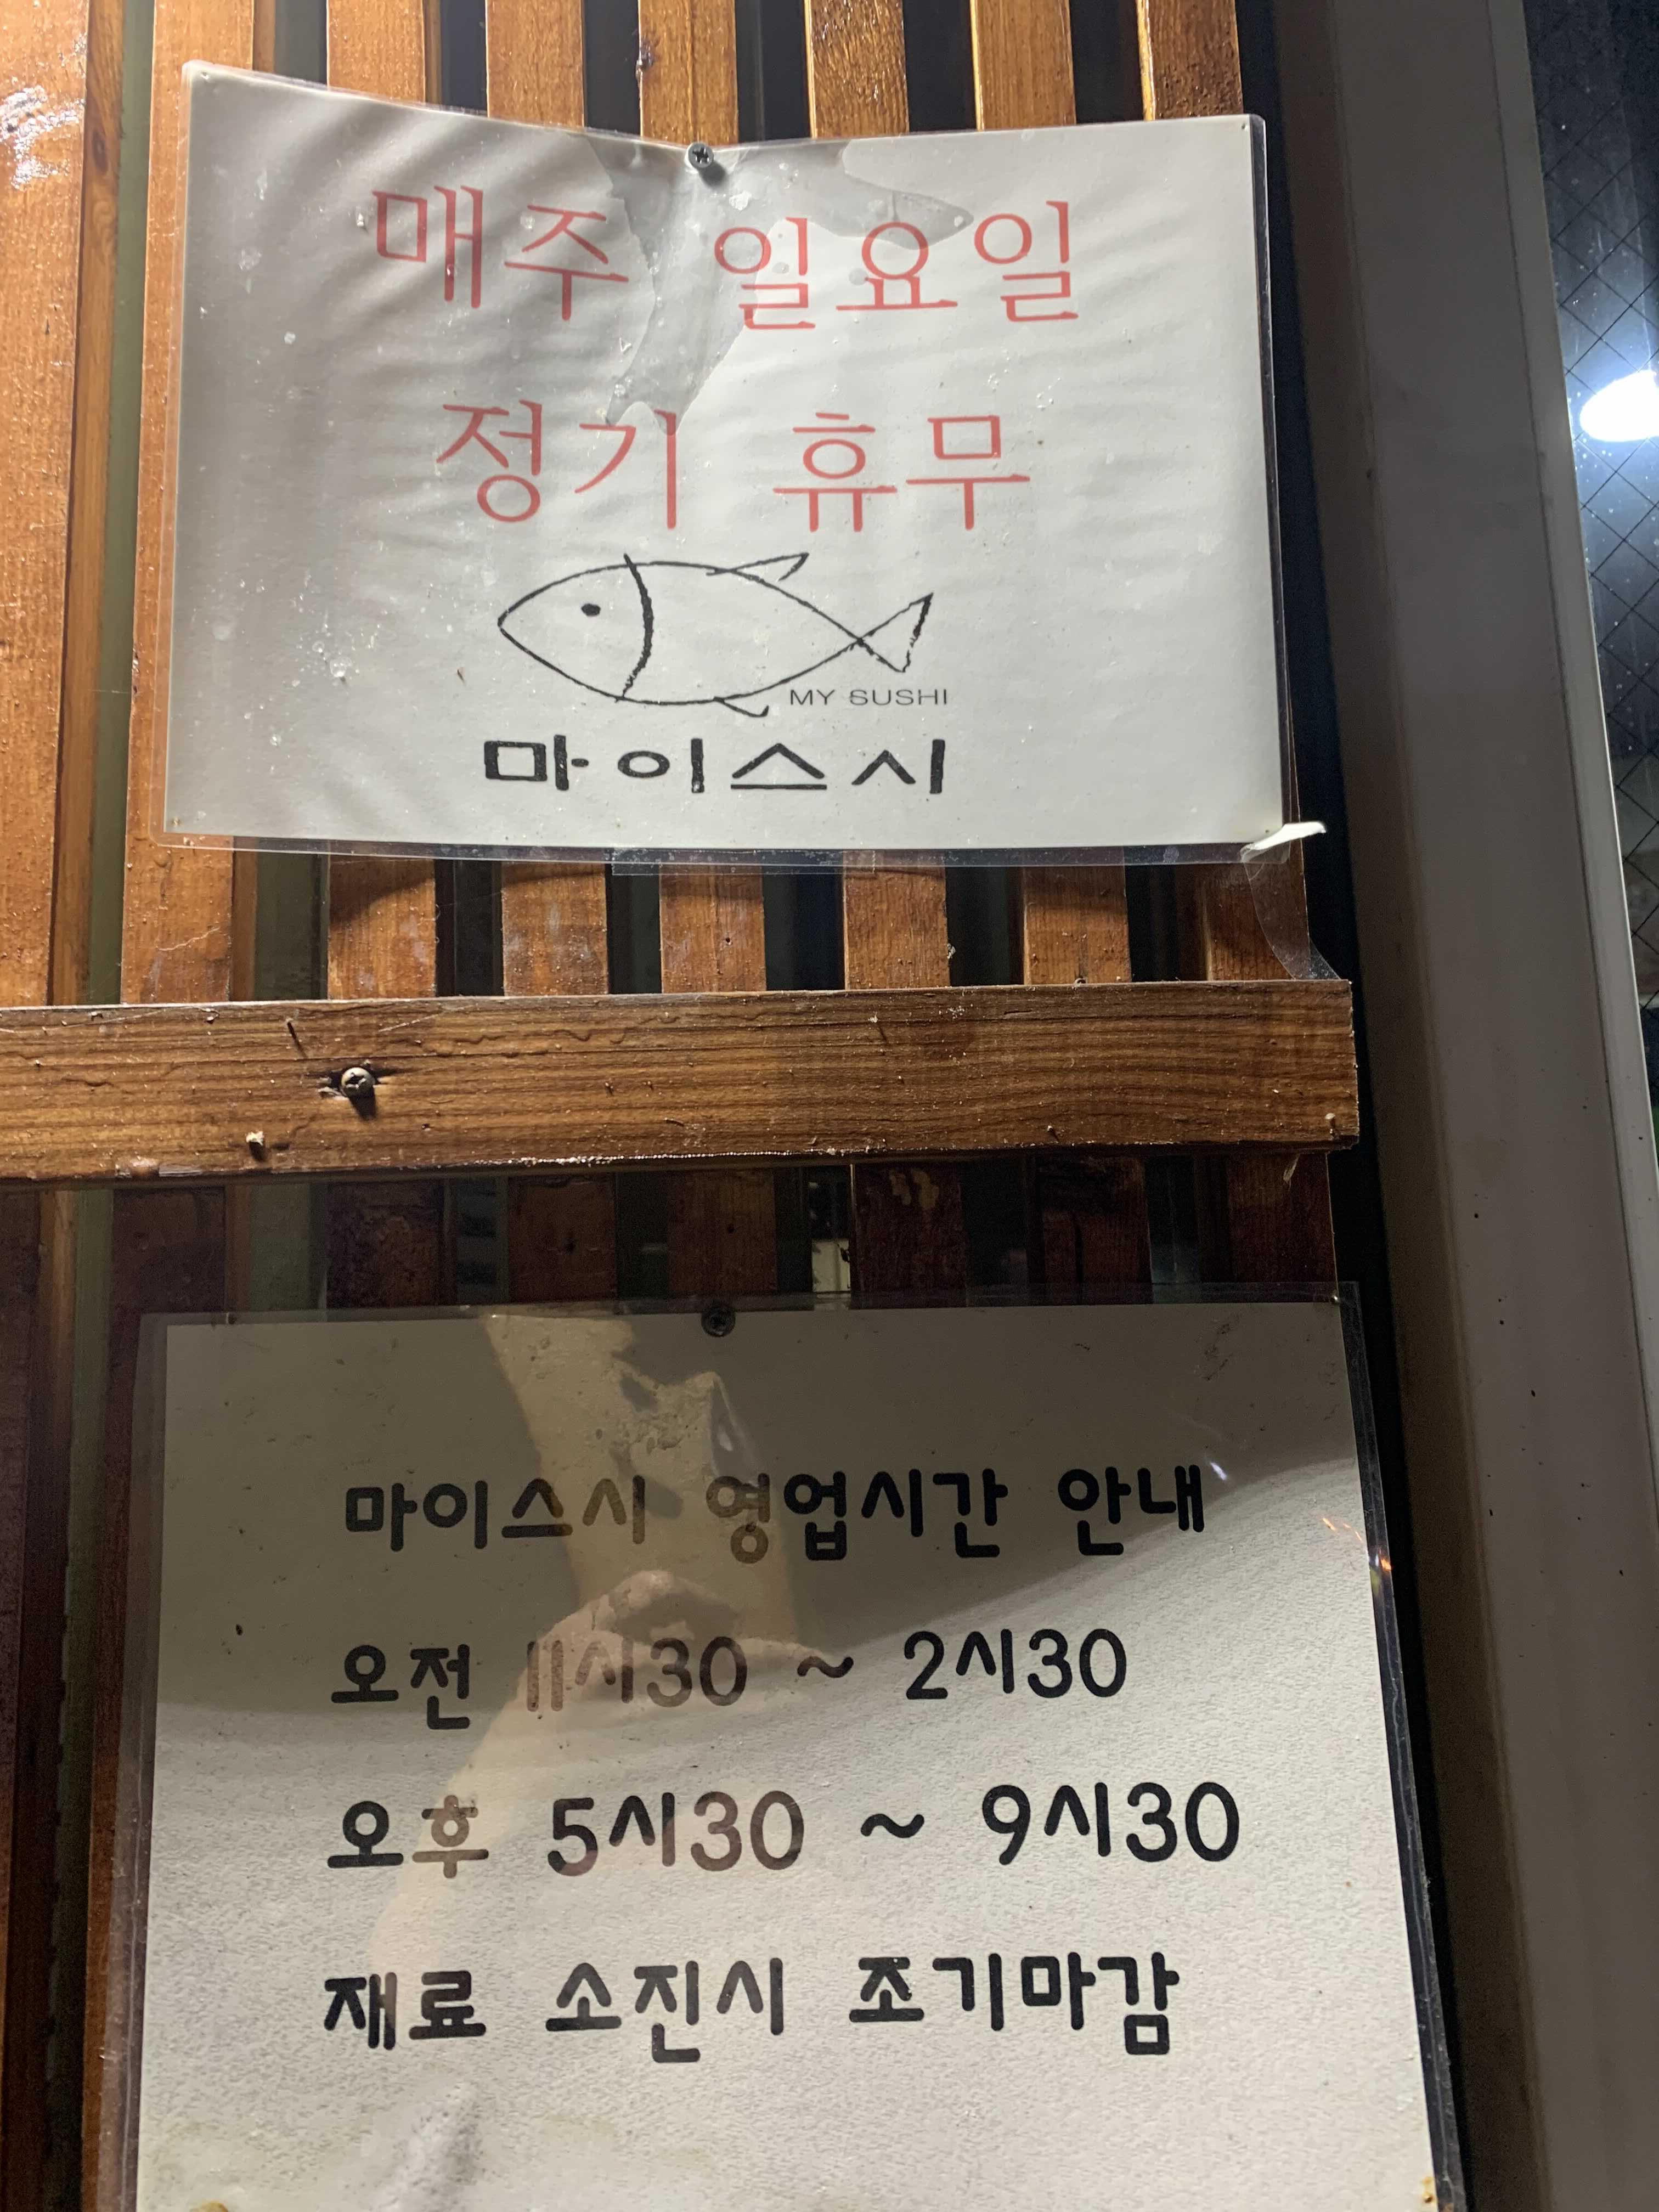 매주 일요일
정기 휴무
MY SUSHI
마이스시
마이스시 영업시간 안내
오전 11시30 ~ 2시30
오후 5시30 ~ 9시30
재료 소진시 조기마감